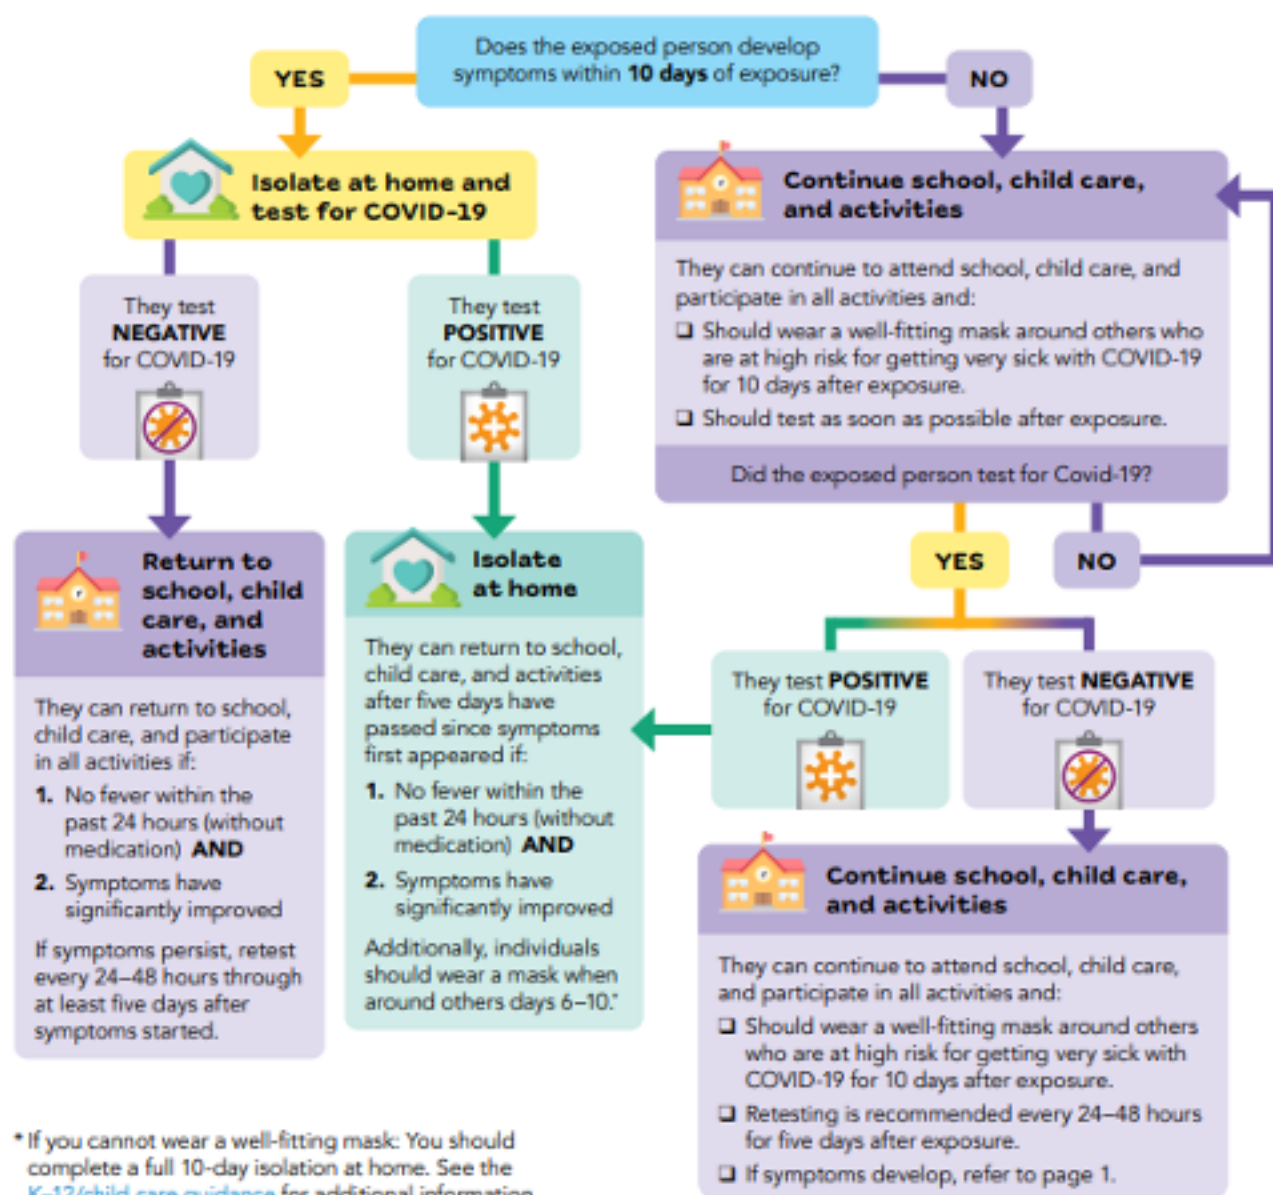 Does the exposed person develop
symptoms within 10 days of exposure?
YES
NO
Isolate at home and
test for COVID-19
They test
NEGATIVE
for COVID-19
They test
POSITIVE
for COVID-19
Return to
school, child
care, and
activities
They can return to school,
child care, and participate
in all activities if:
1. No fever within the
past 24 hours (without
medication) AND
2. Symptoms have
significantly improved
If symptoms persist, retest
every 24–48 hours through
at least five days after
symptoms started.
Isolate
at home
They can return to school,
child care, and activities
after five days have
passed since symptoms
first appeared if:
1. No fever within the
past 24 hours (without
medication) AND
2. Symptoms have
significantly improved
Additionally, individuals
should wear a mask when
around others days 6–10.*
Continue school, child care,
and activities
They can continue to attend school, child care, and
participate in all activities and:
❑ Should wear a well-fitting mask around others who
are at high risk for getting very sick with COVID-19
for 10 days after exposure.
❑ Should test as soon as possible after exposure.
Did the exposed person test for Covid-19?
YES
NO
They test POSITIVE
for COVID-19
They test NEGATIVE
for COVID-19
Continue school, child care,
and activities
They can continue to attend school, child care,
and participate in all activities and:
❑ Should wear a well-fitting mask around others
who are at high risk for getting very sick with
COVID-19 for 10 days after exposure.
❑ Retesting is recommended every 24–48 hours
for five days after exposure.
❑ If symptoms develop, refer to page 1.
* If you cannot wear a well-fitting mask: You should
complete a full 10-day isolation at home. See the
K–12/child care guidance for additional information